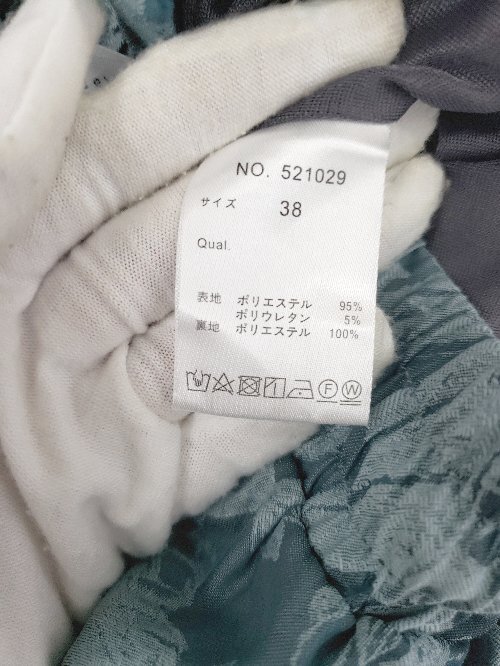 NO. 521029
サイズ 38
Qual.
表地 ポリエステル 95%
ポリウレタン 5%
裏地 ポリエステル 100%
F W